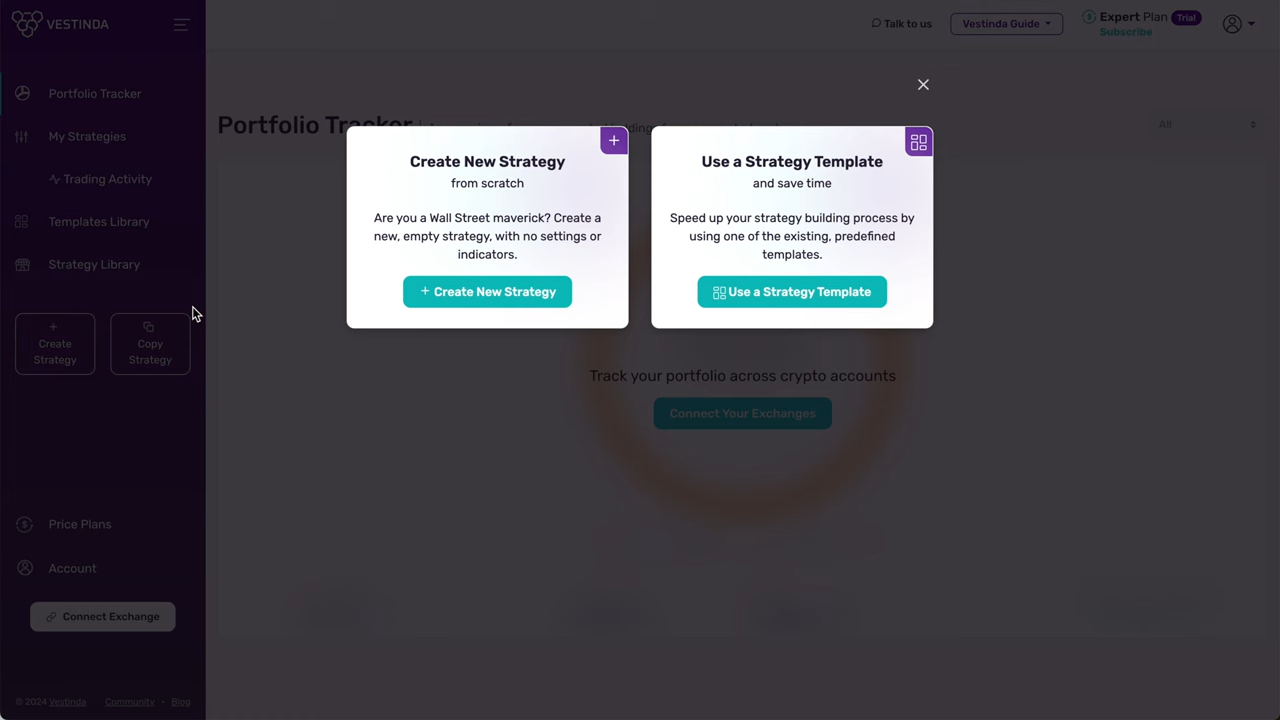 VESTINDA
Talk to us
Vestinda Guide
Expert Plan Trial
Subscribe
Portfolio Tracker
My Strategies
Trading Activity
Templates Library
Strategy Library
+
Create
Strategy
Copy
Strategy
Price Plans
Account
Connect Exchange
© 2024 Vestinda Community • Blog
Portfolio Tracker
All
Create New Strategy
from scratch
Are you a Wall Street maverick? Create a
new, empty strategy, with no settings or
indicators.
+ Create New Strategy
Use a Strategy Template
and save time
Speed up your strategy building process by
using one of the existing, predefined
templates.
Use a Strategy Template
Track your portfolio across crypto accounts
Connect Your Exchanges